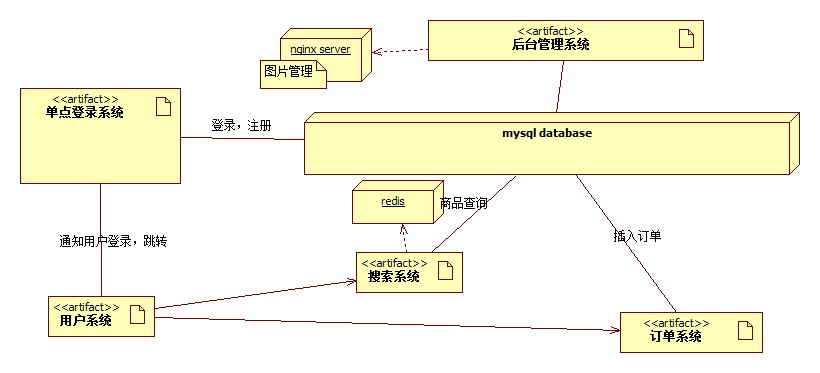 <<artifact>>
后台管理系统
nginx server
图片管理
<<artifact>>
单点登录系统
登录，注册
mysql database
redis
商品查询
通知用户登录，跳转
插入订单
<<artifact>>
搜索系统
<<artifact>>
用户系统
<<artifact>>
订单系统